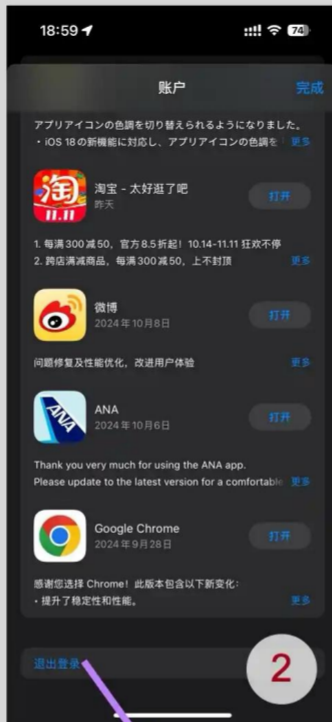 18:59
74
账户
完成
アプリアイコンの色調を切り替えられるようになりました。
・iOS 18の新機能に対応し、アプリアイコンの色調を
更多
淘
11.11
淘宝 - 太好逛了吧
昨天
打开
1. 每满300减50，官方8.5折起！10.14-11.11 狂欢不停
2. 跨店满减商品，每满300减50，上不封顶
更多
微博
2024年10月8日
打开
问题修复及性能优化，改进用户体验
更多
ANA
ANA
2024年10月6日
打开
Thank you very much for using the ANA app.
Please update to the latest version for a comfortable
更多
Google Chrome
2024年9月28日
打开
感谢您选择 Chrome！此版本包含以下新变化：
• 提升了稳定性和性能。
更多
退出登录
2